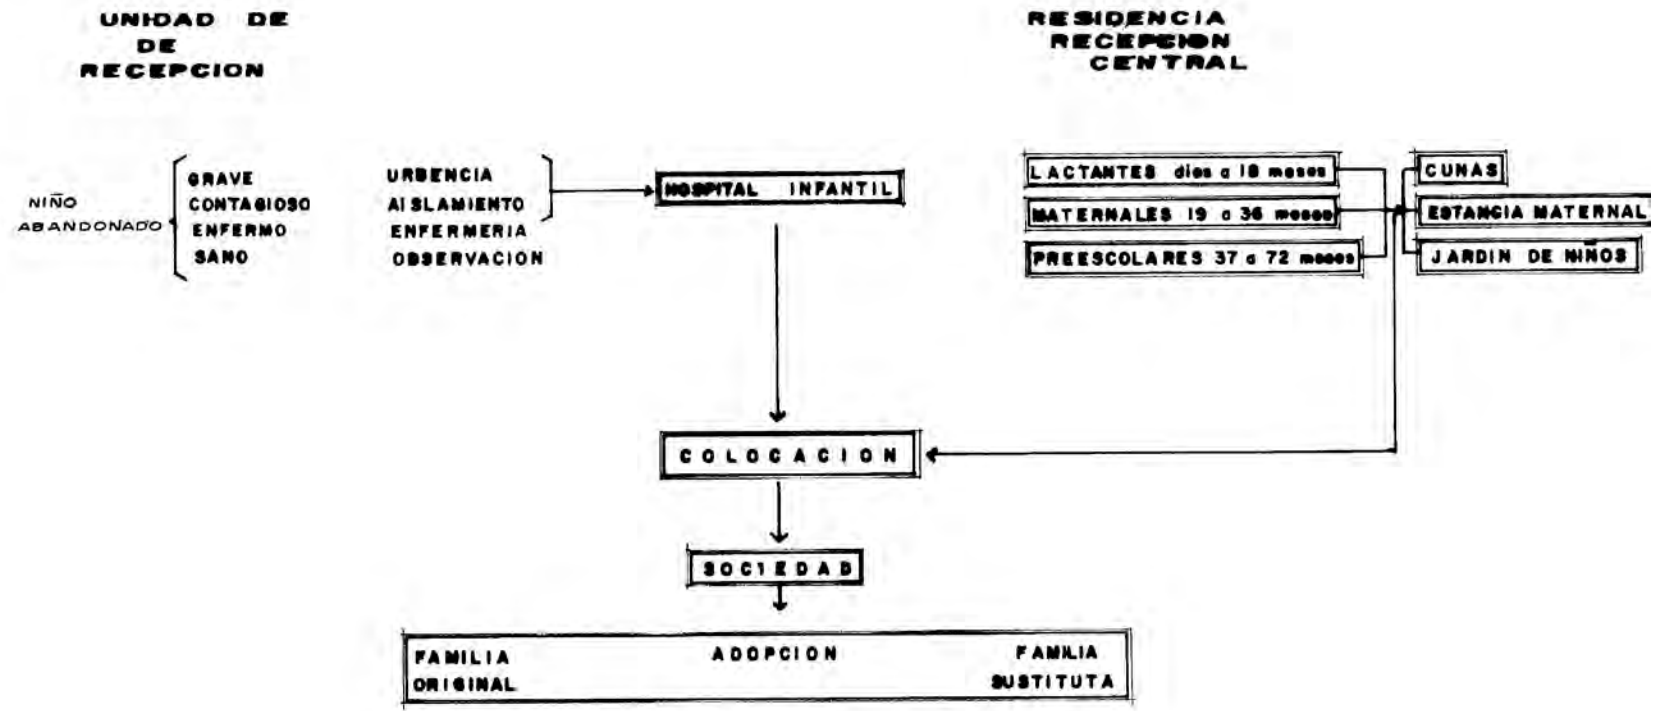 UNIDAD DE
DE
RECEPCION
RESIDENCIA
RECEPCION
CENTRAL
NIÑO
ABANDONADO
GRAVE
CONTAGIOSO
ENFERMO
SANO
URGENCIA
AISLAMIENTO
ENFERMERIA
OBSERVACION
HOSPITAL INFANTIL
LACTANTES dias a 18 meses
MATERNALES 19 a 36 meses
PREESCOLARES 37 a 72 meses
CUNAS
ESTANCIA MATERNAL
JARDIN DE NIÑOS
COLOCACION
SOCIEDAD
FAMILIA
ORIGINAL
ADOPCION
FAMILIA
SUSTITUTA